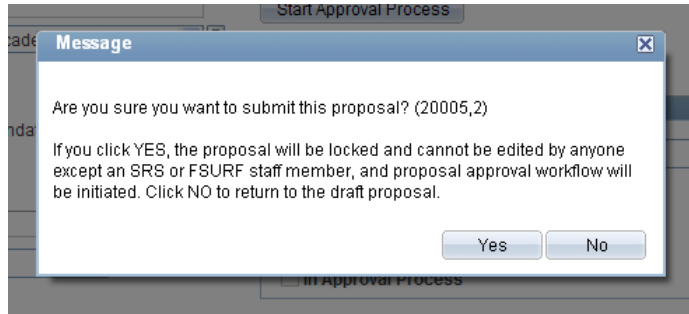 Start Approval Process
Message
Are you sure you want to submit this proposal? (20005,2)
If you click YES, the proposal will be locked and cannot be edited by anyone
except an SRS or FSURF staff member, and proposal approval workflow will
be initiated. Click NO to return to the draft proposal.
Yes No
In Approval Process